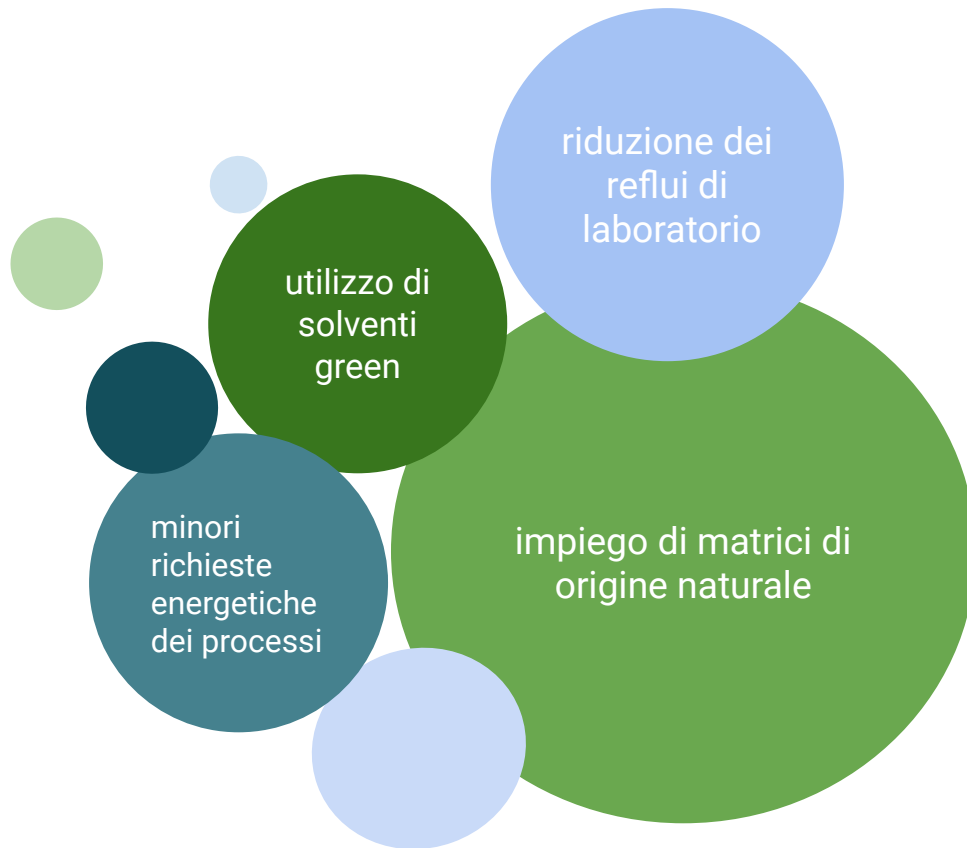 riduzione dei
reflui di
laboratorio
utilizzo di
solventi
green
impiego di matrici di
origine naturale
minori
richieste
energetiche
dei processi